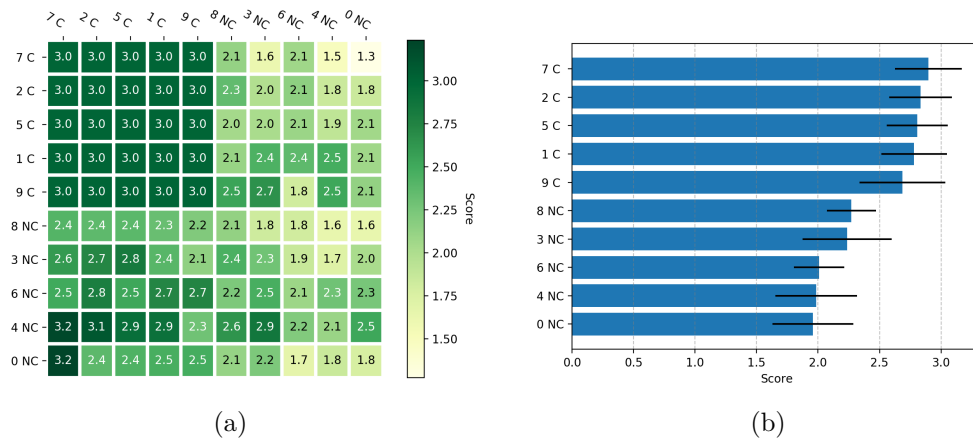 7 C 2 C 5 C 1 C 9 C 8 NC 3 NC 6 NC 4 NC 0 NC
7 C 3.0 3.0 3.0 3.0 3.0 2.1 1.6 2.1 1.5 1.3
2 C 3.0 3.0 3.0 3.0 3.0 2.3 2.0 2.1 1.8 1.8
5 C 3.0 3.0 3.0 3.0 3.0 2.0 2.0 2.1 1.9 2.1
1 C 3.0 3.0 3.0 3.0 3.0 2.1 2.4 2.4 2.5 2.1
9 C 3.0 3.0 3.0 3.0 3.0 2.5 2.7 1.8 2.5 2.1
8 NC 2.4 2.4 2.4 2.3 2.2 2.1 1.8 1.8 1.6 1.6
3 NC 2.6 2.7 2.8 2.4 2.1 2.4 2.3 1.9 1.7 2.0
6 NC 2.5 2.8 2.5 2.7 2.7 2.2 2.5 2.1 2.3 2.3
4 NC 3.2 3.1 2.9 2.9 2.3 2.6 2.9 2.2 2.1 2.5
0 NC 3.2 2.4 2.4 2.5 2.5 2.1 2.2 1.7 1.8 1.8
3.00
2.75
2.50
2.25
2.00
1.75
1.50
Score
(a)
7 C
2 C
5 C
1 C
9 C
8 NC
3 NC
6 NC
4 NC
0 NC
0.0 0.5 1.0 1.5 2.0 2.5 3.0
Score
(b)